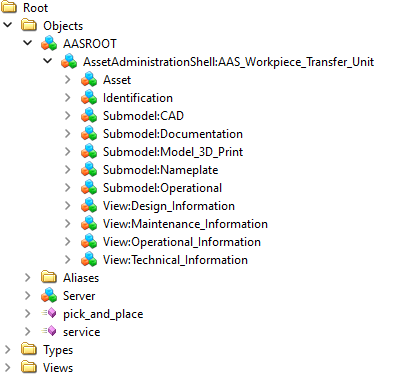 Root
Objects
AASROOT
AssetAdministrationShell:AAS_Workpiece_Transfer_Unit
Asset
Identification
Submodel:CAD
Submodel:Documentation
Submodel:Model_3D_Print
Submodel:Nameplate
Submodel:Operational
View:Design_Information
View:Maintenance_Information
View:Operational_Information
View:Technical_Information
Aliases
Server
pick_and_place
service
Types
Views